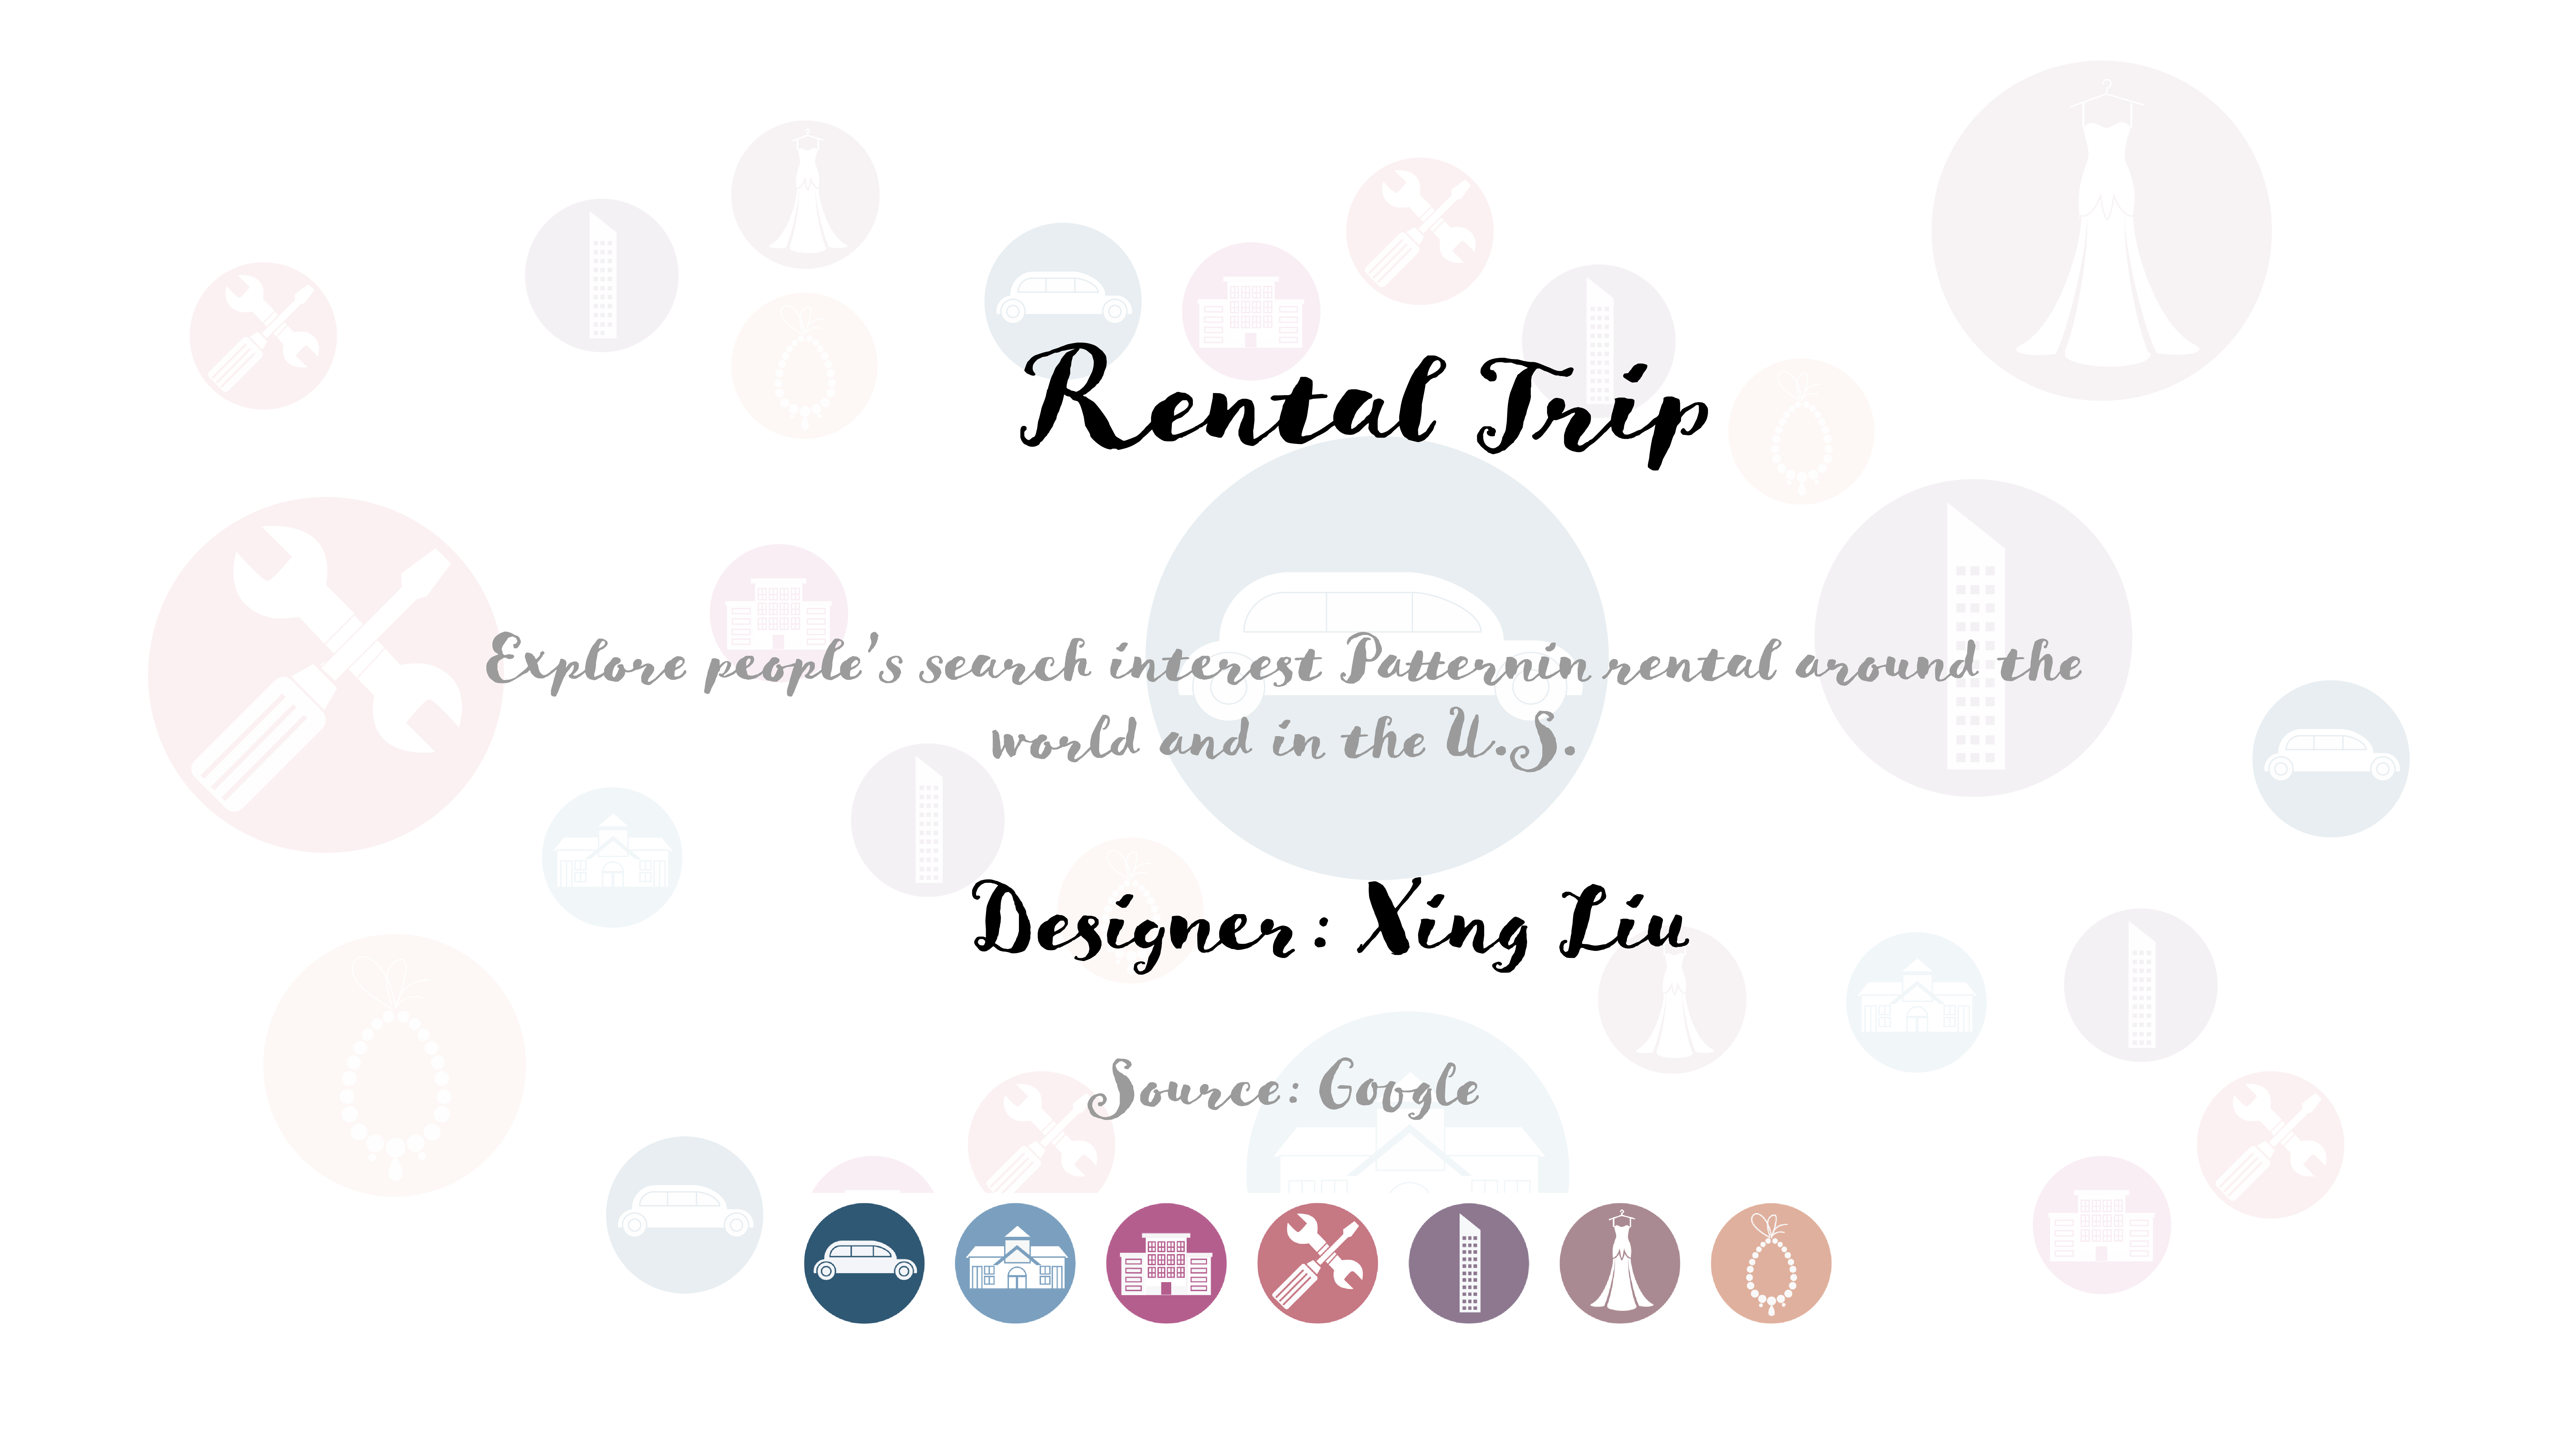 Rental Trip
Explore people's search interest Patternin rental around the
world and in the U.S.
Designer: Xing Liu
Source: Google